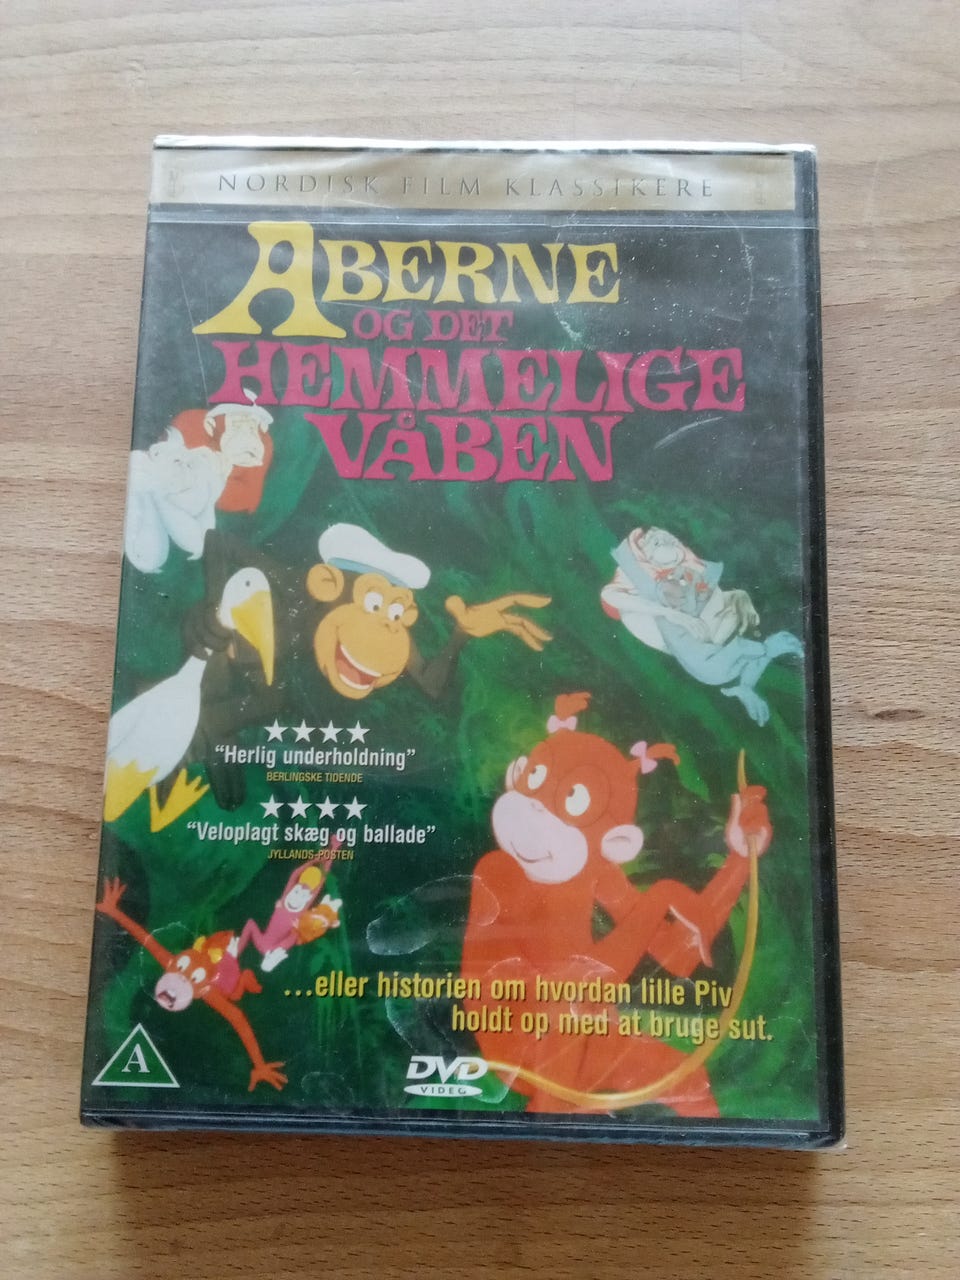 NORDISK FILM KLASSIKERE
ABERNE
OG DET
HEMMELIGE
VÅBEN
★★★★
“Herlig underholdning”
BERLINGSKE TIDENDE
★★★★
“Veloplagt skæg og ballade”
JYLLANDS-POSTEN
...eller historien om hvordan lille Piv
holdt op med at bruge sut.
A
DVD
VIDEO